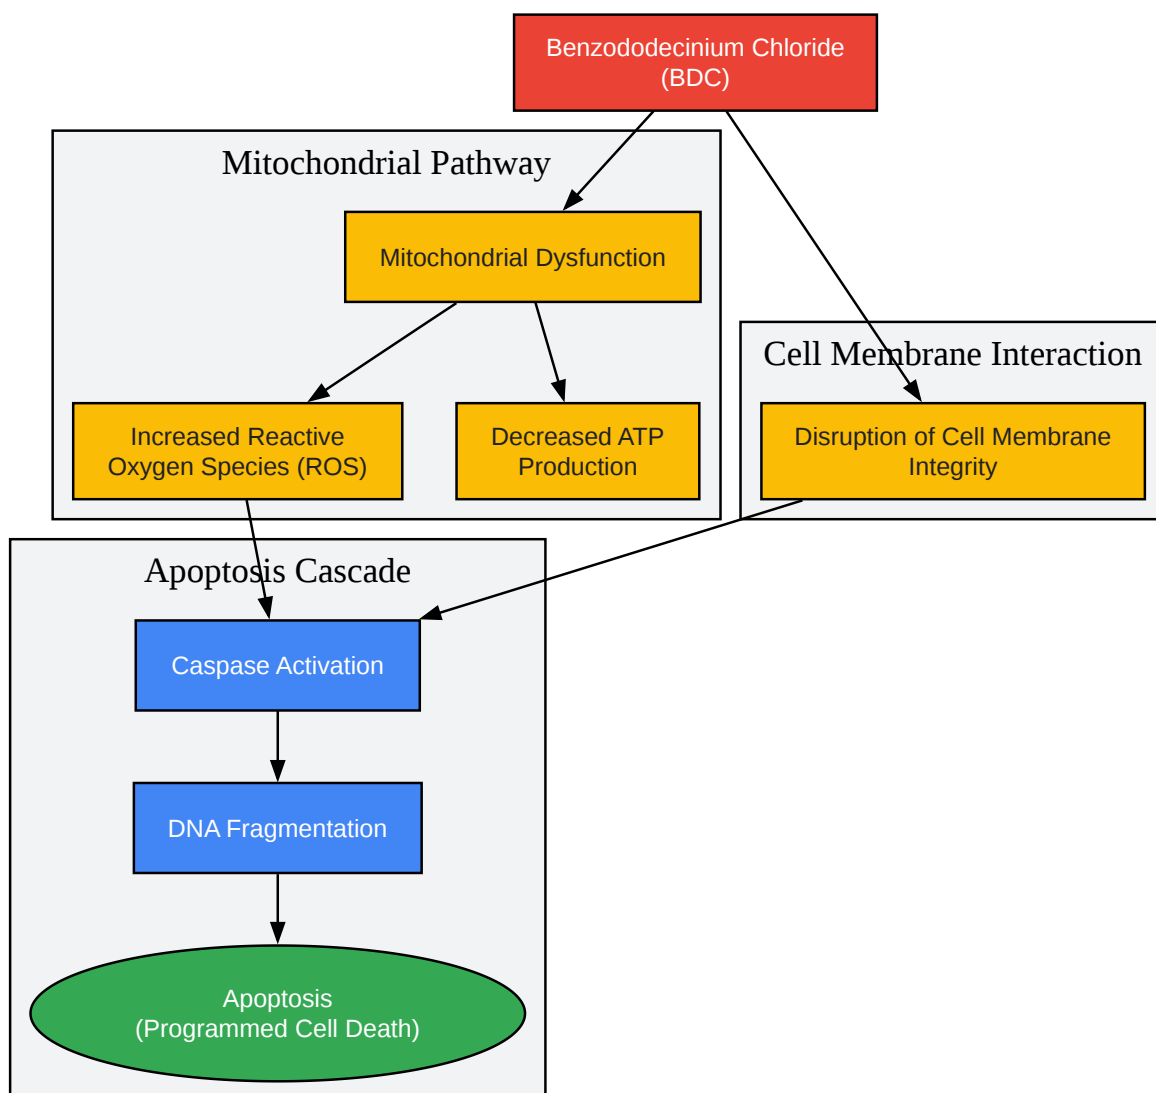 Benzododecinium Chloride
(BDC)
Mitochondrial Pathway
Mitochondrial Dysfunction
Cell Membrane Interaction
Increased Reactive
Oxygen Species (ROS)
Decreased ATP
Production
Disruption of Cell Membrane
Integrity
Apoptosis Cascade
Caspase Activation
DNA Fragmentation
Apoptosis
(Programmed Cell Death)